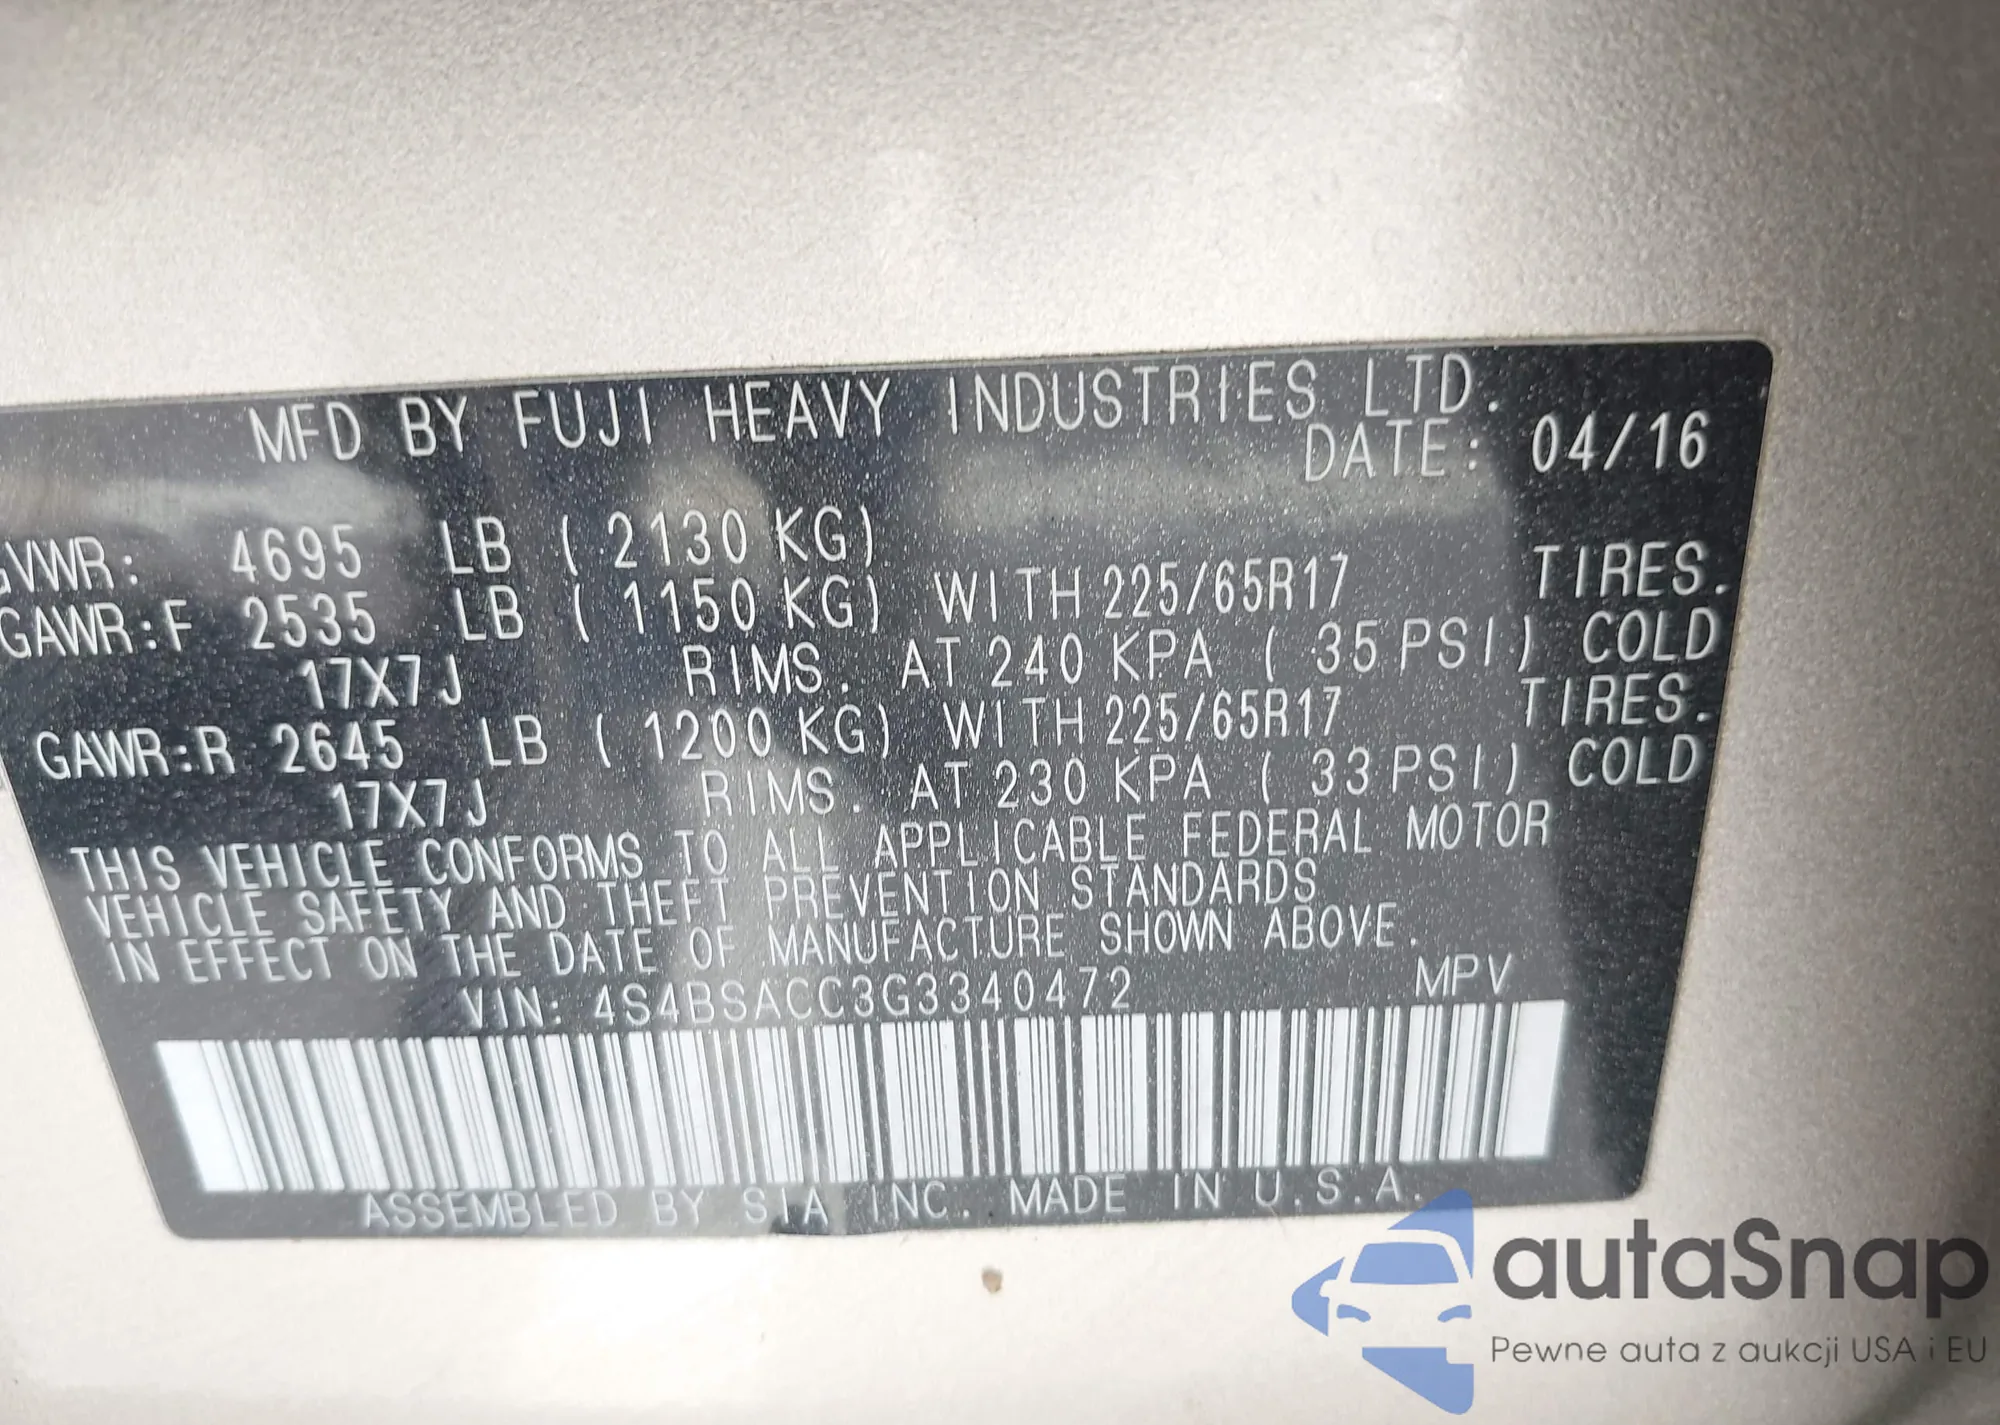 MFD BY FUJI HEAVY INDUSTRIES LTD.
DATE: 04/16
GVWR: 4695 LB ( 2130 KG)
GAWR:F 2535 LB ( 1150 KG) WITH 225/65R17 TIRES.
17X7J RIMS. AT 240 KPA ( 35 PSI) COLD
GAWR:R 2645 LB ( 1200 KG) WITH 225/65R17 TIRES.
17X7J RIMS. AT 230 KPA ( 33 PSI) COLD
THIS VEHICLE CONFORMS TO ALL APPLICABLE FEDERAL MOTOR
VEHICLE SAFETY AND THEFT PREVENTION STANDARDS
IN EFFECT ON THE DATE OF MANUFACTURE SHOWN ABOVE.
VIN: 4S4BSACC3G3340472 MPV
ASSEMBLED BY SIA INC. MADE IN U.S.A.
autaSnap
Pewne auta z aukcji USA i EU